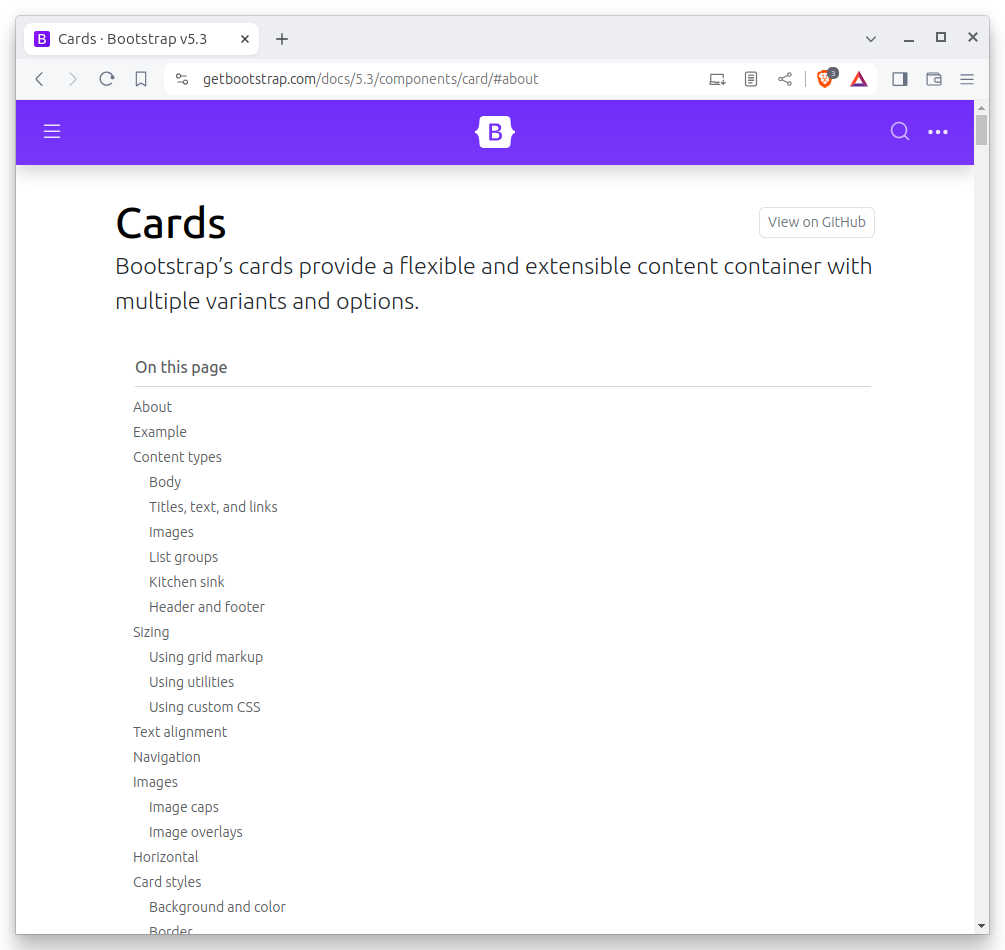 Cards · Bootstrap v5.3
getbootstrap.com/docs/5.3/components/card/#about
3
B
Cards
View on GitHub
Bootstrap’s cards provide a flexible and extensible content container with
multiple variants and options.
On this page
About
Example
Content types
Body
Titles, text, and links
Images
List groups
Kitchen sink
Header and footer
Sizing
Using grid markup
Using utilities
Using custom CSS
Text alignment
Navigation
Images
Image caps
Image overlays
Horizontal
Card styles
Background and color
Border